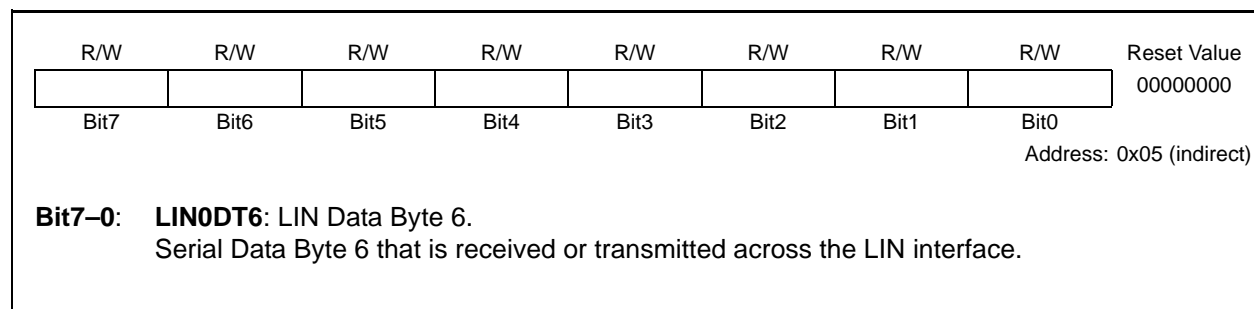 R/W R/W R/W R/W R/W R/W R/W R/W Reset Value
00000000
Bit7 Bit6 Bit5 Bit4 Bit3 Bit2 Bit1 Bit0
Address: 0x05 (indirect)
Bit7–0: LIN0DT6: LIN Data Byte 6.
Serial Data Byte 6 that is received or transmitted across the LIN interface.